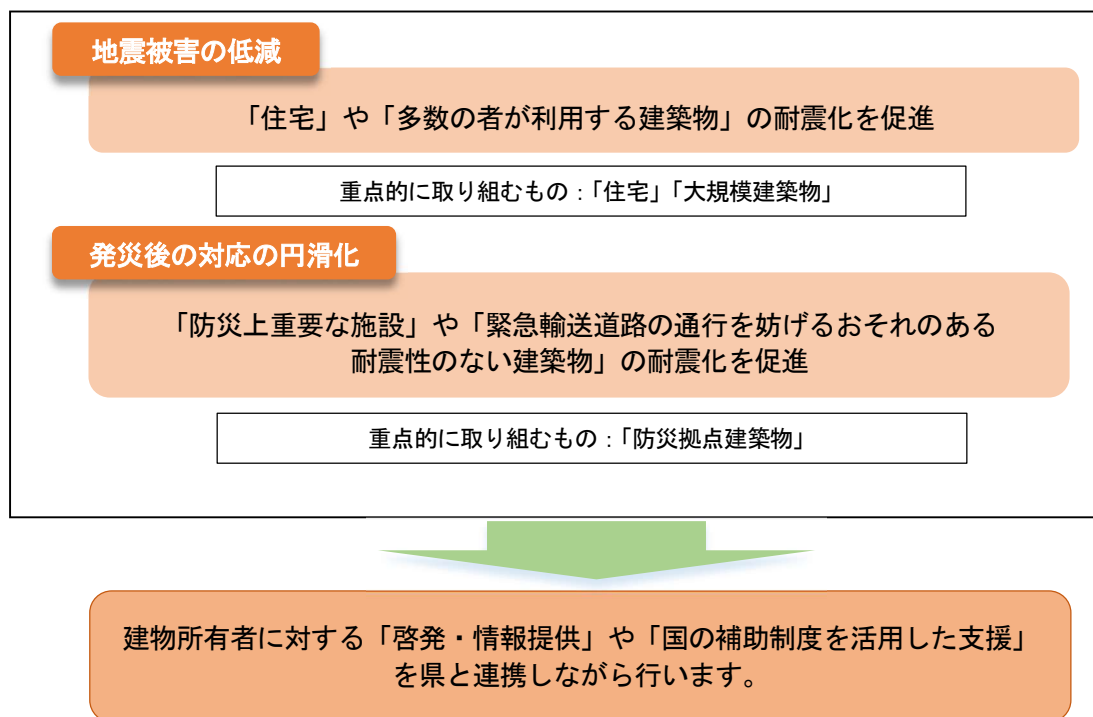 地震被害の低減
「住宅」や「多数の者が利用する建築物」の耐震化を促進
重点的に取り組むもの：「住宅」「大規模建築物」
発災後の対応の円滑化
「防災上重要な施設」や「緊急輸送道路の通行を妨げるおそれのある
耐震性のない建築物」の耐震化を促進
重点的に取り組むもの：「防災拠点建築物」
建物所有者に対する「啓発・情報提供」や「国の補助制度を活用した支援」
を県と連携しながら行います。